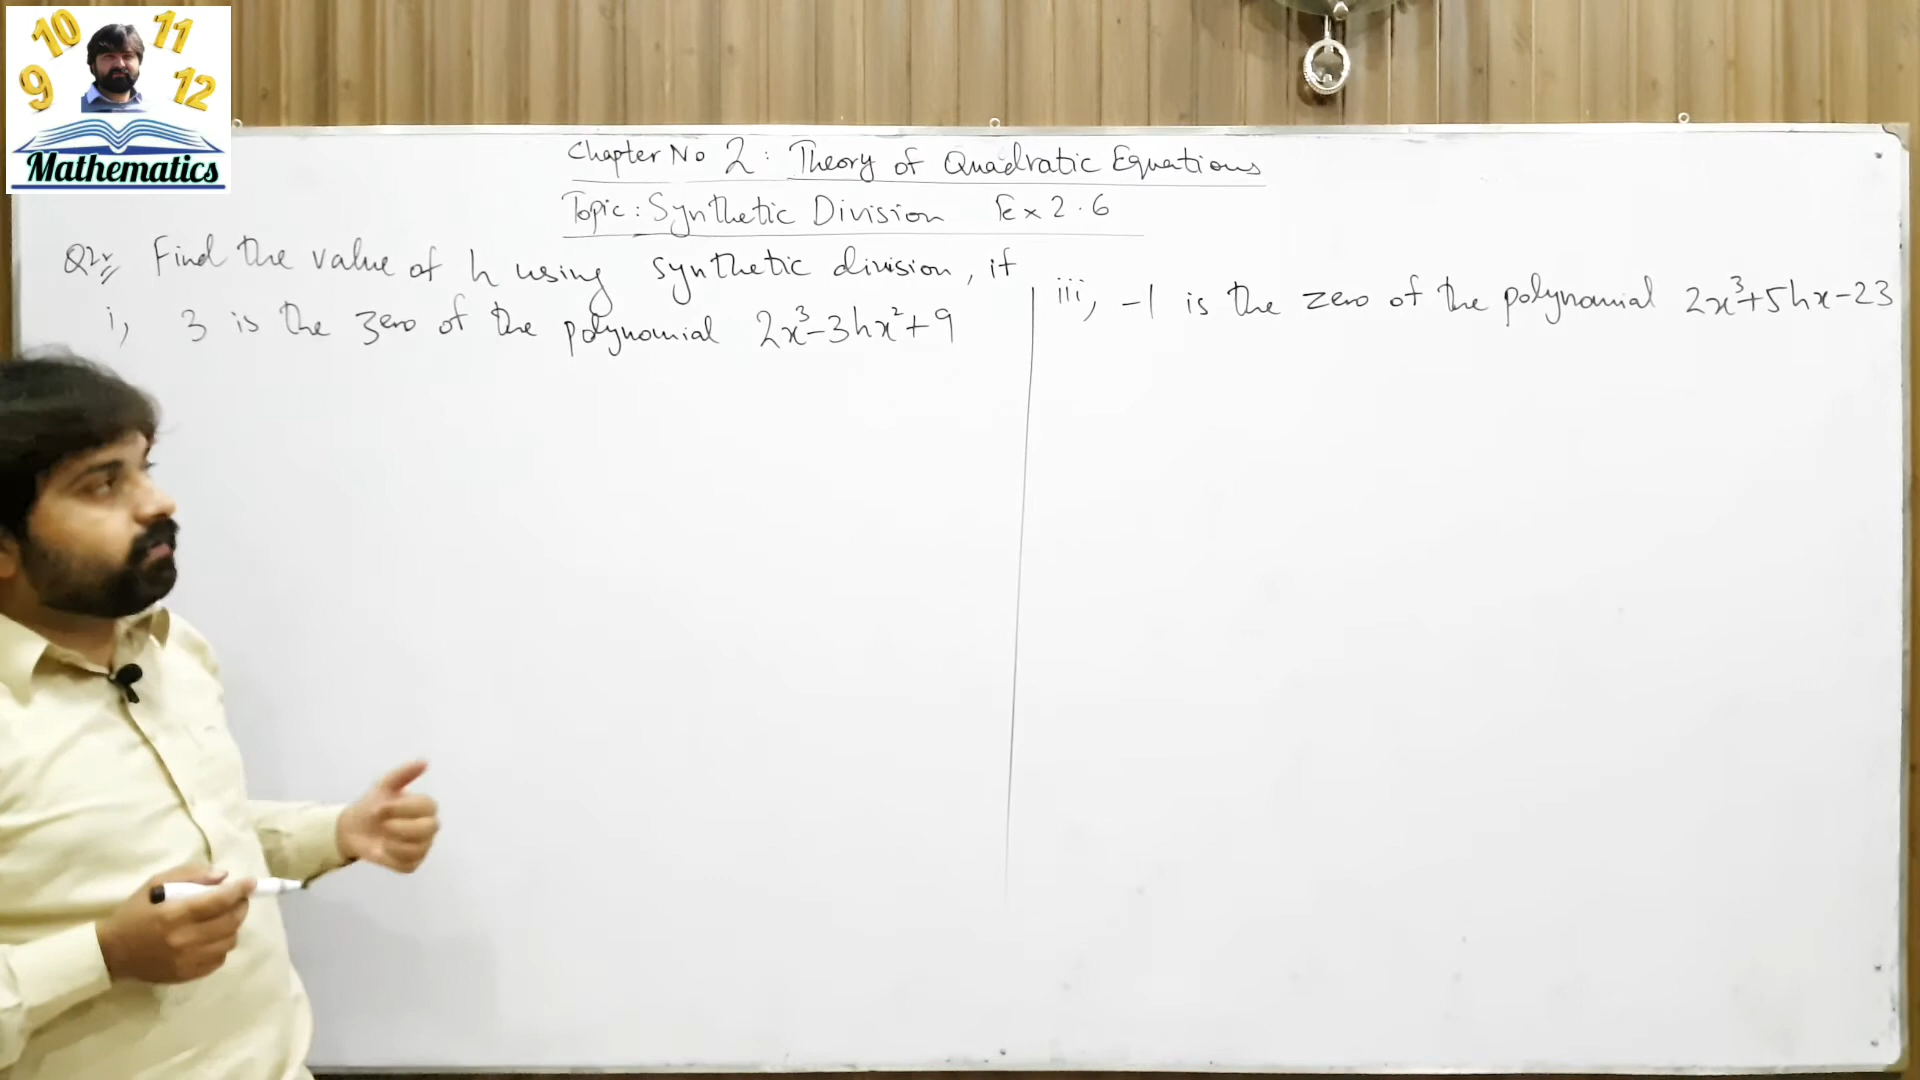 10 11
9 12
Mathematics
Chapter No 2: Theory of Quadratic Equations
Topic: Synthetic Division Ex 2.6
Q2, Find the value of h using synthetic division, if
i, 3 is the zero of the polynomial 2x³-3hx²+9
iii, -1 is the zero of the polynomial 2x³+5hx-23